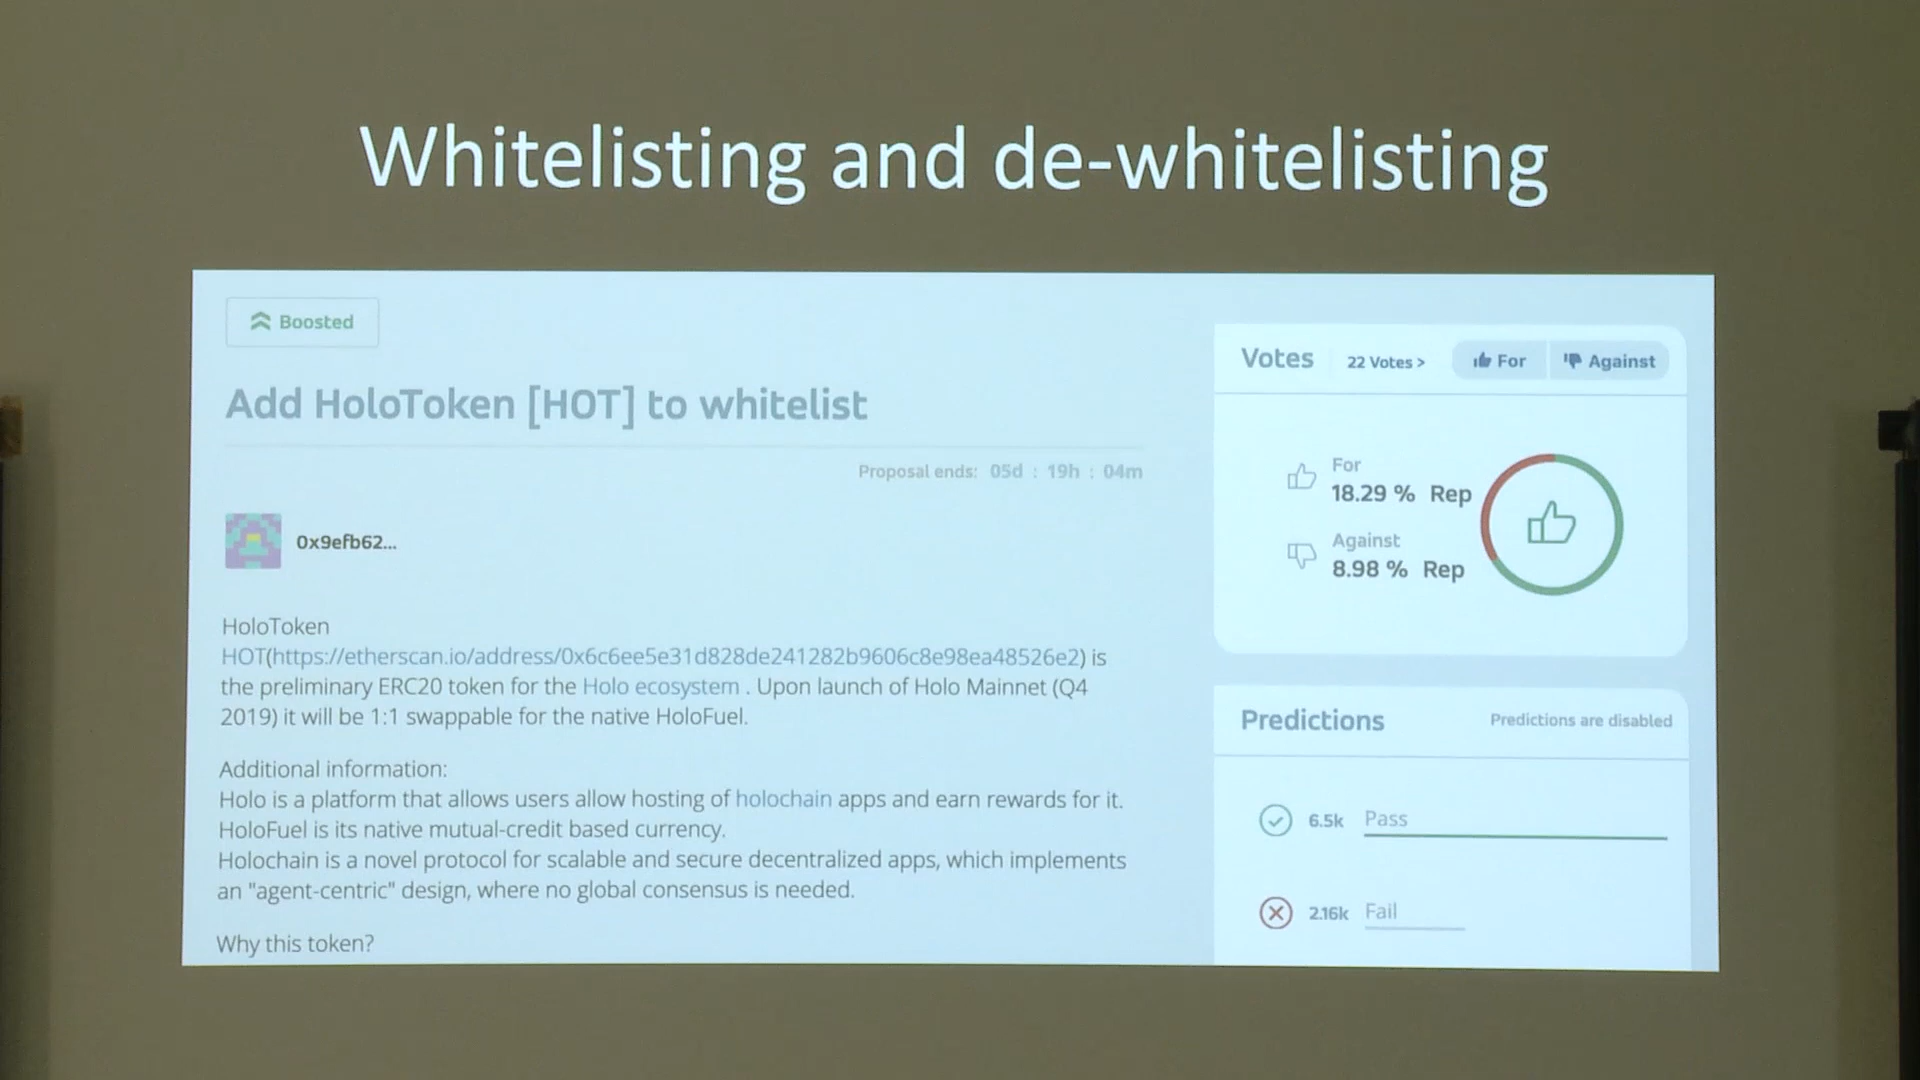 Whitelisting and de-whitelisting
Boosted
Add HoloToken [HOT] to whitelist
Proposal ends: 05d : 19h : 04m
0x9efb62...
HoloToken
HOT(https://etherscan.io/address/0x6c6ee5e31d828de241282b9606c8e98ea48526e2) is
the preliminary ERC20 token for the Holo ecosystem . Upon launch of Holo Mainnet (Q4
2019) it will be 1:1 swappable for the native HoloFuel.
Additional information:
Holo is a platform that allows users allow hosting of holochain apps and earn rewards for it.
HoloFuel is its native mutual-credit based currency.
Holochain is a novel protocol for scalable and secure decentralized apps, which implements
an "agent-centric" design, where no global consensus is needed.
Why this token?
Votes 22 Votes > For Against
For
18.29 % Rep
Against
8.98 % Rep
Predictions Predictions are disabled
6.5k Pass
2.16k Fail